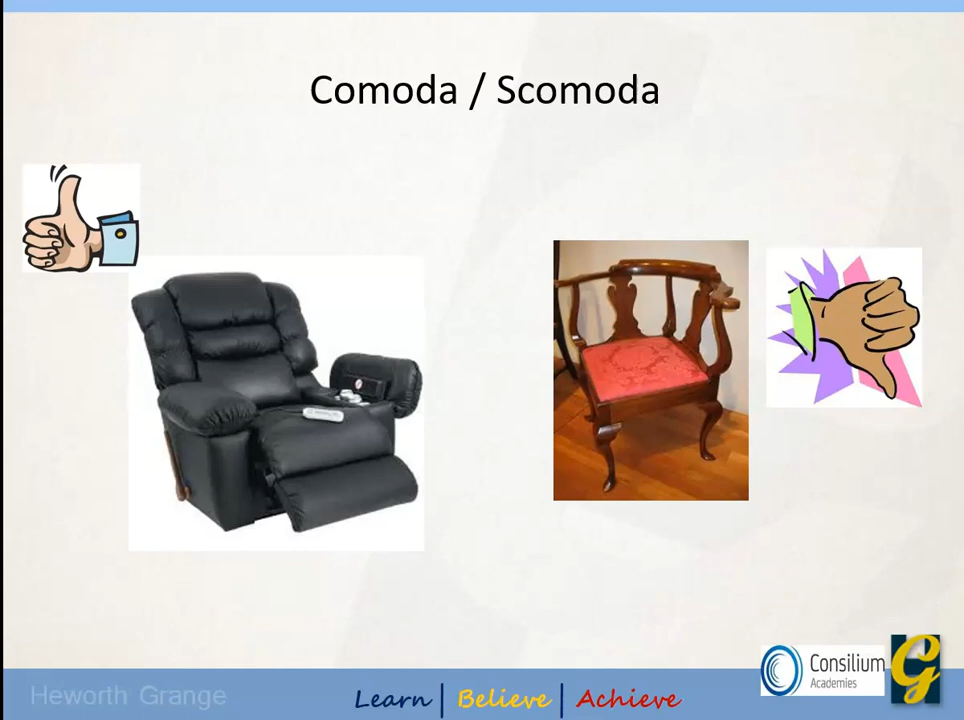 Comoda / Scomoda
Consilium
Academies
Heworth Grange
Learn | Believe | Achieve
G